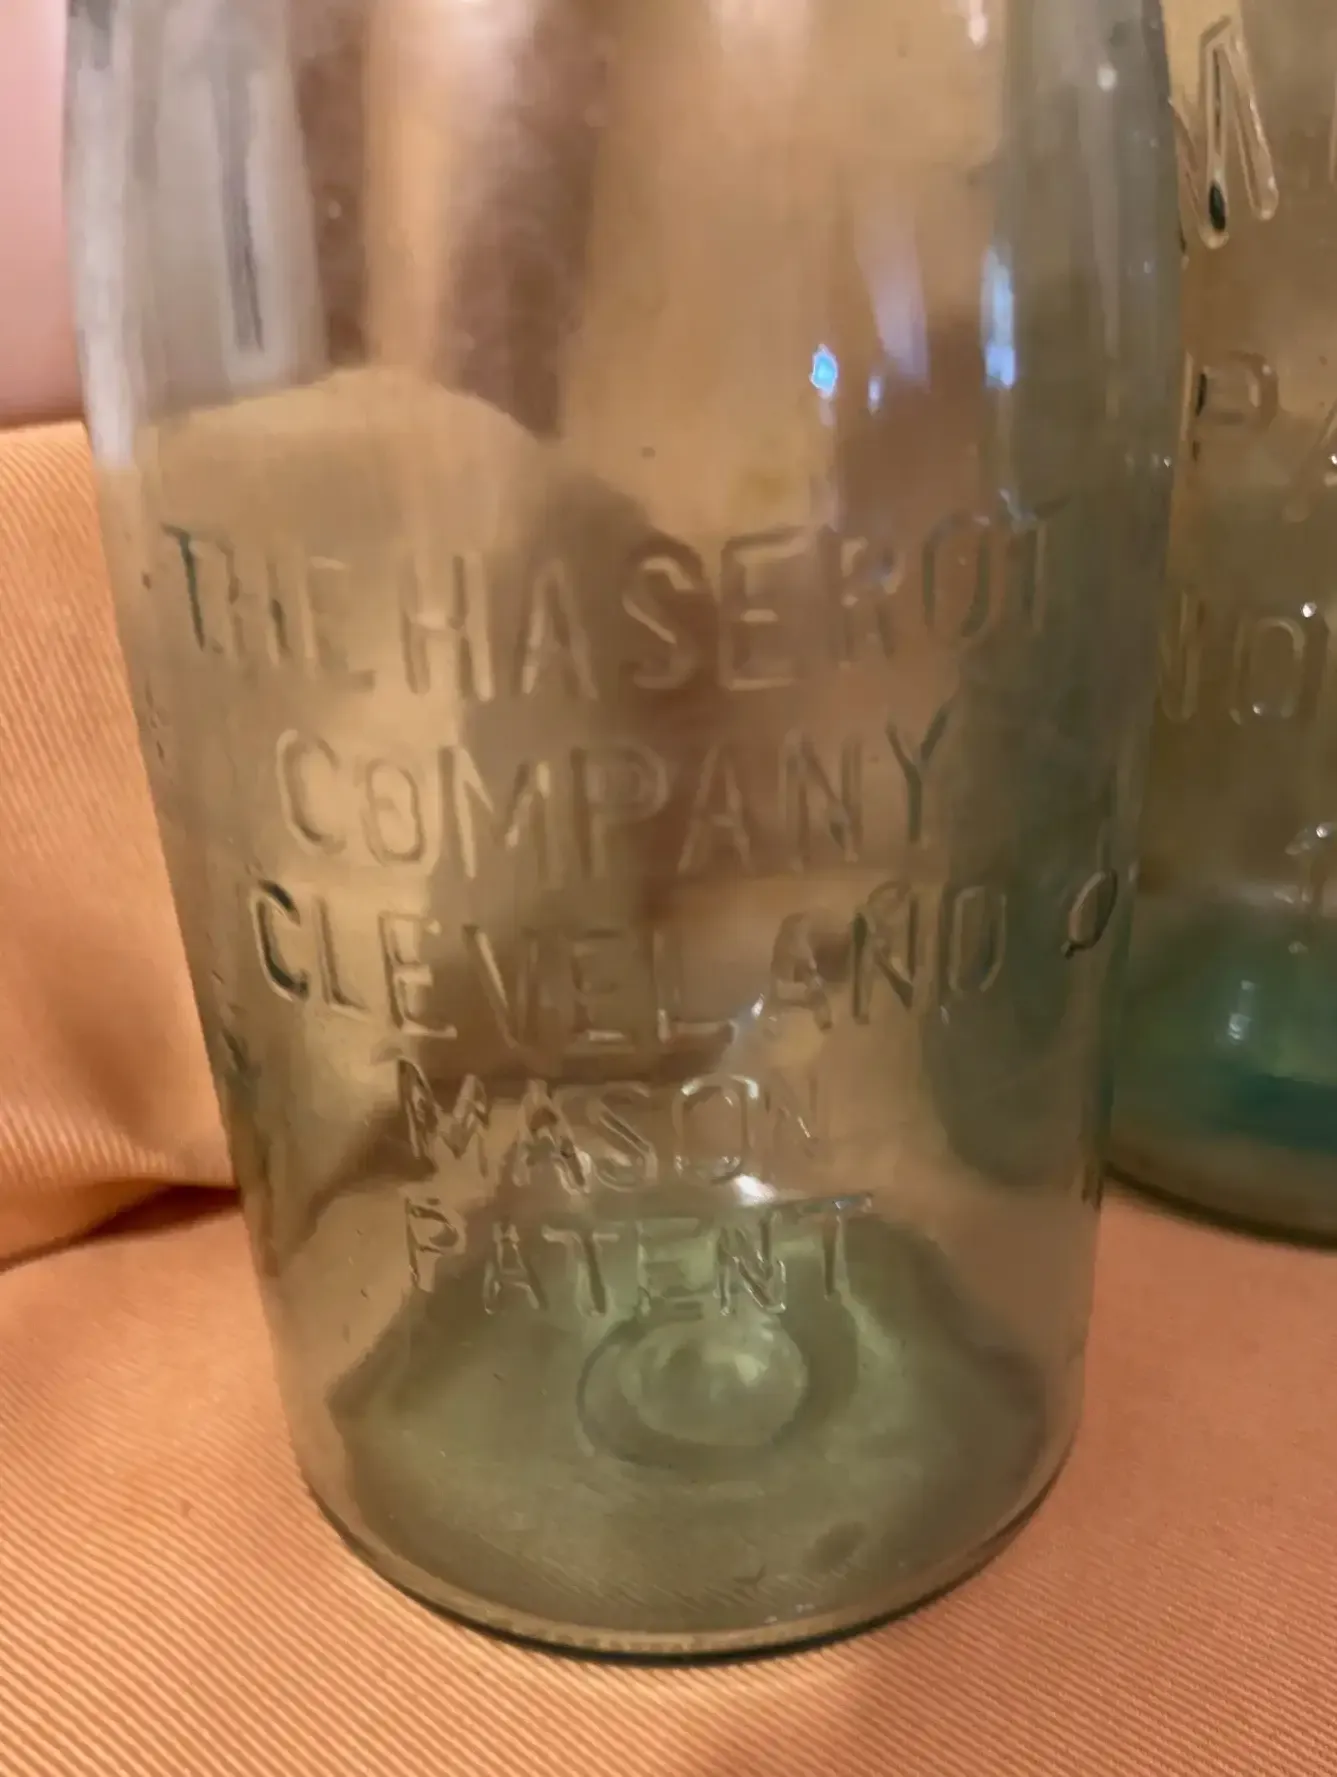 THE HASEROT
COMPANY
CLEVELAND O
MASON
PATENT